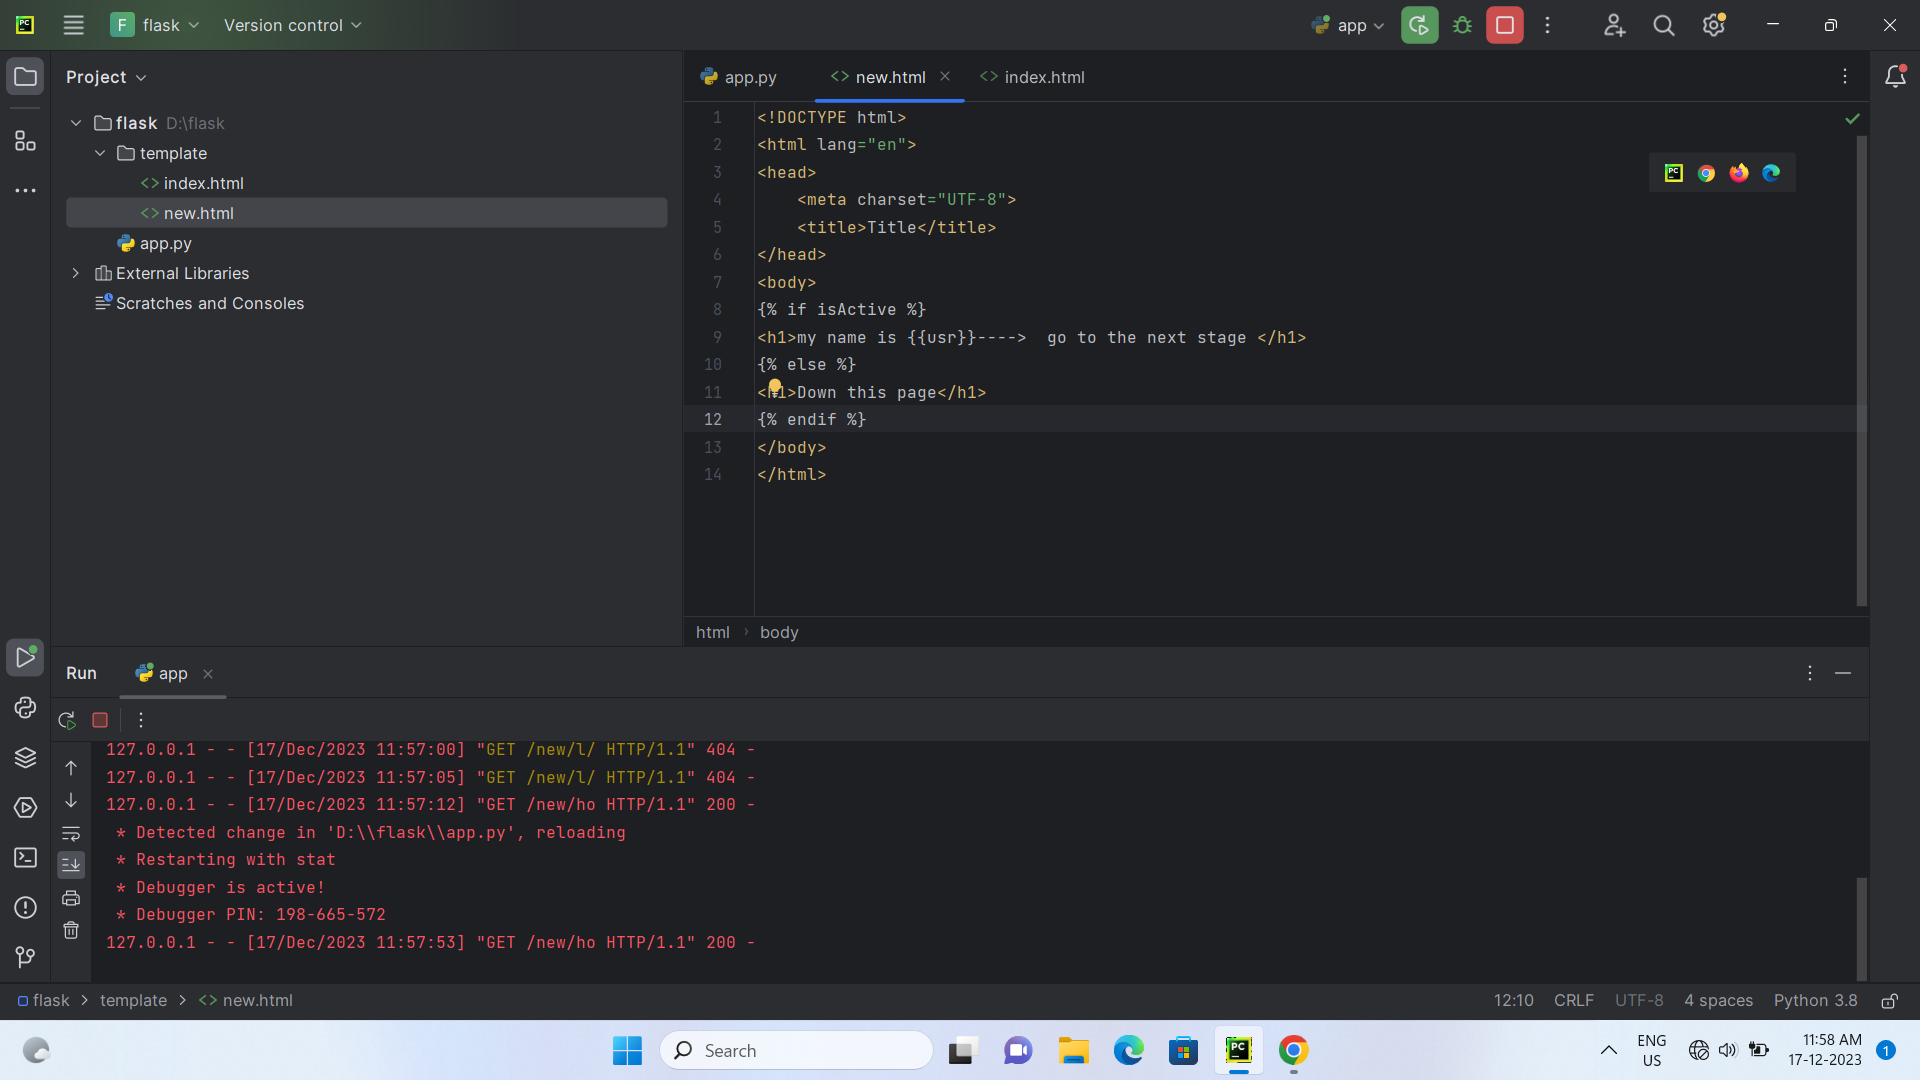 PC
F flask
Version control
app
Project
app.py
new.html
index.html
flask D:\flask
template
index.html
new.html
app.py
External Libraries
Scratches and Consoles
1 <!DOCTYPE html>
2 <html lang="en">
3 <head>
4 <meta charset="UTF-8">
5 <title>Title</title>
6 </head>
7 <body>
8 {% if isActive %}
9 <h1>my name is {{usr}}----> go to the next stage </h1>
10 {% else %}
11 <h1>Down this page</h1>
12 {% endif %}
13 </body>
14 </html>
html › body
Run
app
127.0.0.1 - - [17/Dec/2023 11:57:00] "GET /new/l/ HTTP/1.1" 404 -
127.0.0.1 - - [17/Dec/2023 11:57:05] "GET /new/l/ HTTP/1.1" 404 -
127.0.0.1 - - [17/Dec/2023 11:57:12] "GET /new/ho HTTP/1.1" 200 -
* Detected change in 'D:\\flask\\app.py', reloading
* Restarting with stat
* Debugger is active!
* Debugger PIN: 198-665-572
127.0.0.1 - - [17/Dec/2023 11:57:53] "GET /new/ho HTTP/1.1" 200 -
flask > template > <> new.html
12:10 CRLF UTF-8 4 spaces Python 3.8
Search
PC
ENG
US
11:58 AM
17-12-2023
1